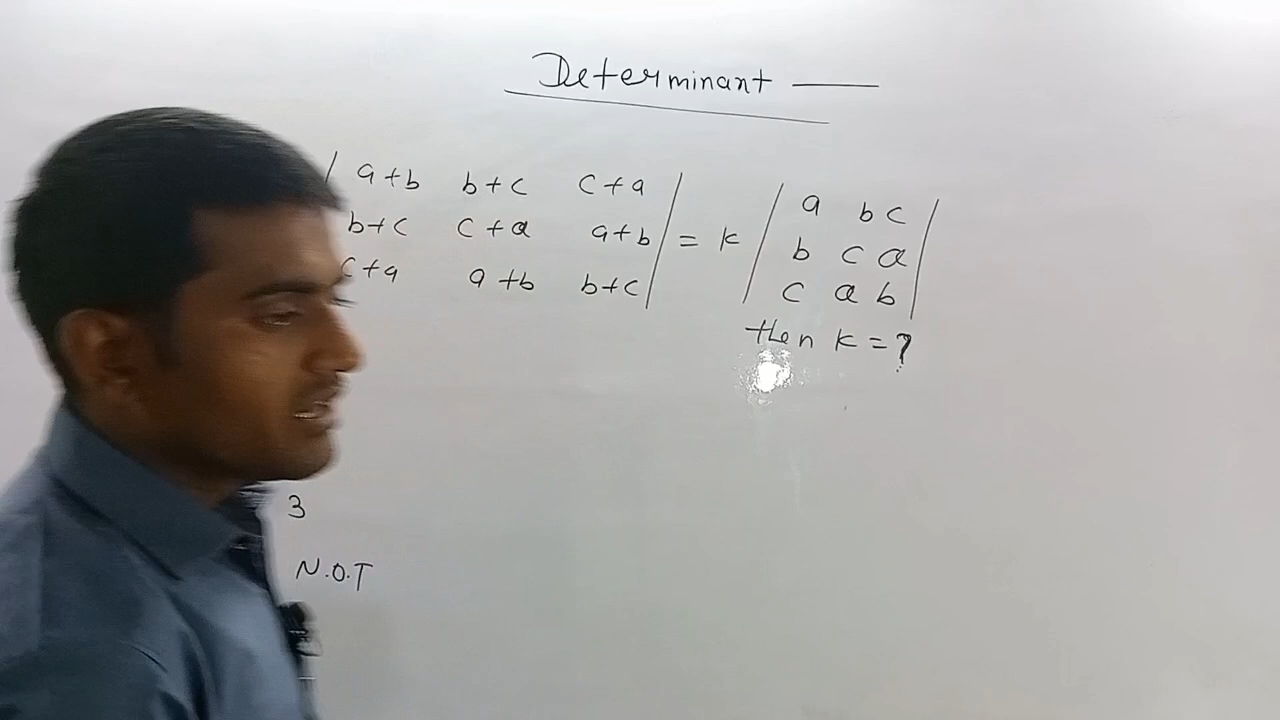 Determinant
| a+b b+c c+a | = k | a b c |
b+c c+a a+b b c a
c+a a+b b+c c a b
then k = ?
3
N.O.T